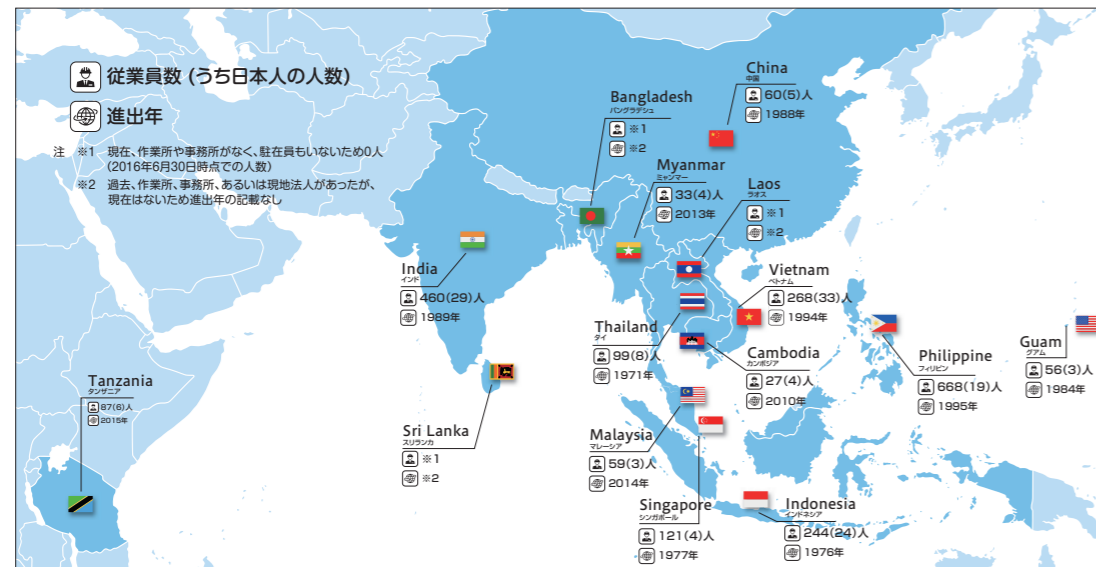 従業員数 (うち日本人の人数)
進出年
注 ※1 現在、作業所や事務所がなく、駐在員もいないため0人
(2016年6月30日時点での人数)
※2 過去、作業所、事務所、あるいは現地法人があったが、
現在はないため進出年の記載なし
China
中国
60(5)人
1988年
Bangladesh
バングラデシュ
※1
※2
Myanmar
ミャンマー
33(4)人
2013年
Laos
ラオス
※1
※2
India
インド
460(29)人
1989年
Vietnam
ベトナム
268(33)人
1994年
Thailand
タイ
99(8)人
1971年
Cambodia
カンボジア
27(4)人
2010年
Philippine
フィリピン
668(19)人
1995年
Guam
グアム
56(3)人
1984年
Tanzania
タンザニア
87(6)人
2015年
Sri Lanka
スリランカ
※1
※2
Malaysia
マレーシア
59(3)人
2014年
Singapore
シンガポール
121(4)人
1977年
Indonesia
インドネシア
244(24)人
1976年